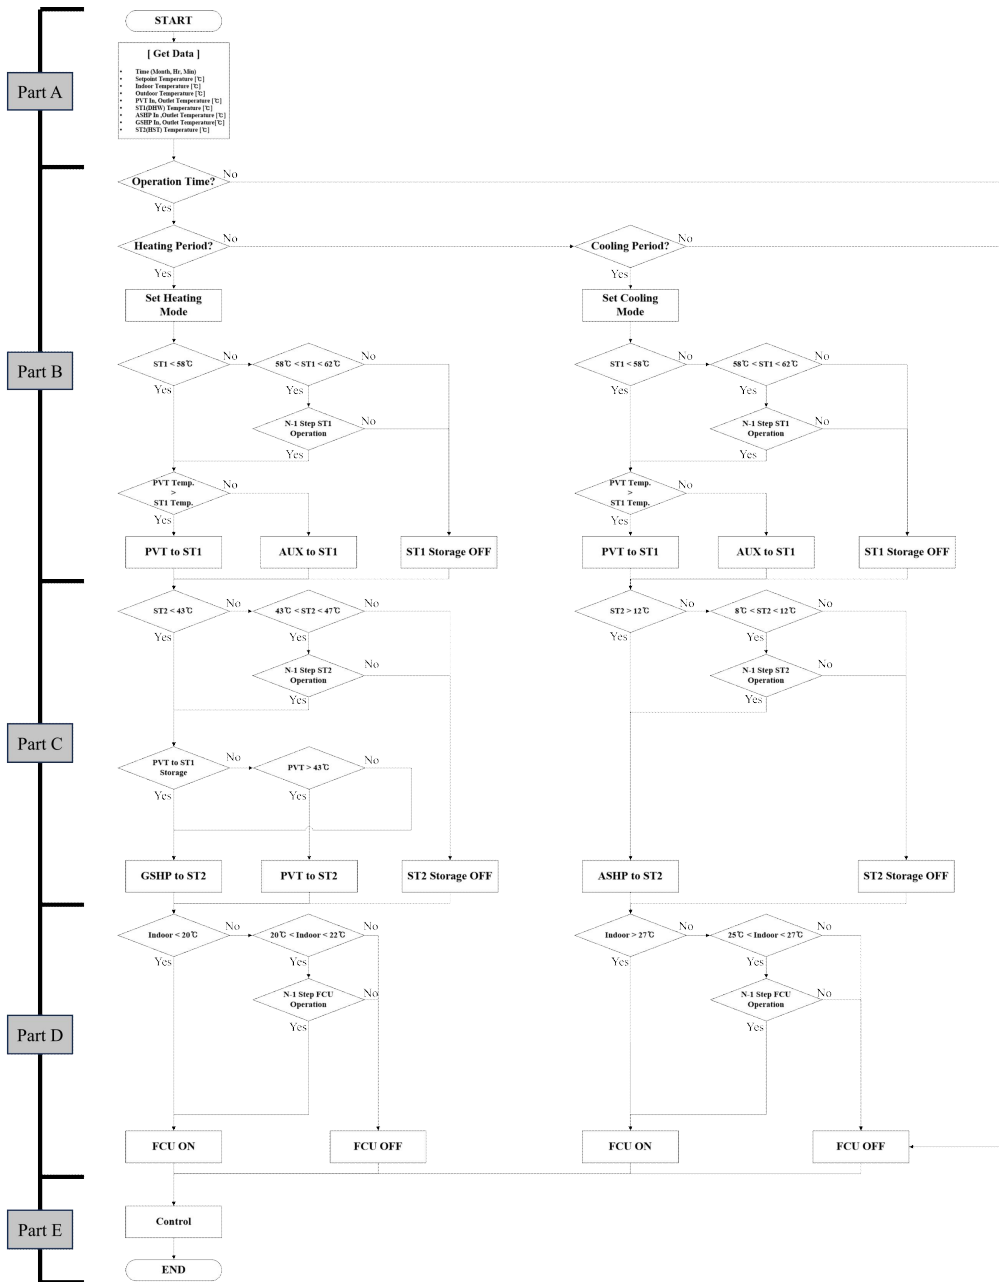 START
Part A
[ Get Data ]
• Time (Month, Hr, Min)
• Setpoint Temperature [℃]
• Indoor Temperature [℃]
• Outdoor Temperature [℃]
• PVT In, Outlet Temperature [℃]
• ST1(DHW) Temperature [℃]
• ASHP In ,Outlet Temperature [℃]
• GSHP In, Outlet Temperature[℃]
• ST2(HST) Temperature [℃]
Operation Time?
No
Yes
Heating Period?
No
Cooling Period?
No
Yes
Yes
Set Heating
Mode
Set Cooling
Mode
Part B
ST1 < 58℃
No
58℃ < ST1 < 62℃
No
ST1 < 58℃
No
58℃ < ST1 < 62℃
No
Yes
Yes
Yes
Yes
N-1 Step ST1
Operation
No
N-1 Step ST1
Operation
No
Yes
Yes
PVT Temp.
>
ST1 Temp.
No
PVT Temp.
>
ST1 Temp.
No
Yes
Yes
PVT to ST1
AUX to ST1
ST1 Storage OFF
PVT to ST1
AUX to ST1
ST1 Storage OFF
ST2 < 43℃
No
43℃ < ST2 < 47℃
No
ST2 > 12℃
No
8℃ < ST2 < 12℃
No
Yes
Yes
Yes
Yes
N-1 Step ST2
Operation
No
N-1 Step ST2
Operation
No
Yes
Yes
Part C
PVT to ST1
Storage
No
PVT > 43℃
No
Yes
Yes
GSHP to ST2
PVT to ST2
ST2 Storage OFF
ASHP to ST2
ST2 Storage OFF
Indoor < 20℃
No
20℃ < Indoor < 22℃
No
Indoor > 27℃
No
25℃ < Indoor < 27℃
No
Yes
Yes
Yes
Yes
N-1 Step FCU
Operation
No
N-1 Step FCU
Operation
No
Yes
Yes
Part D
FCU ON
FCU OFF
FCU ON
FCU OFF
Part E
Control
END